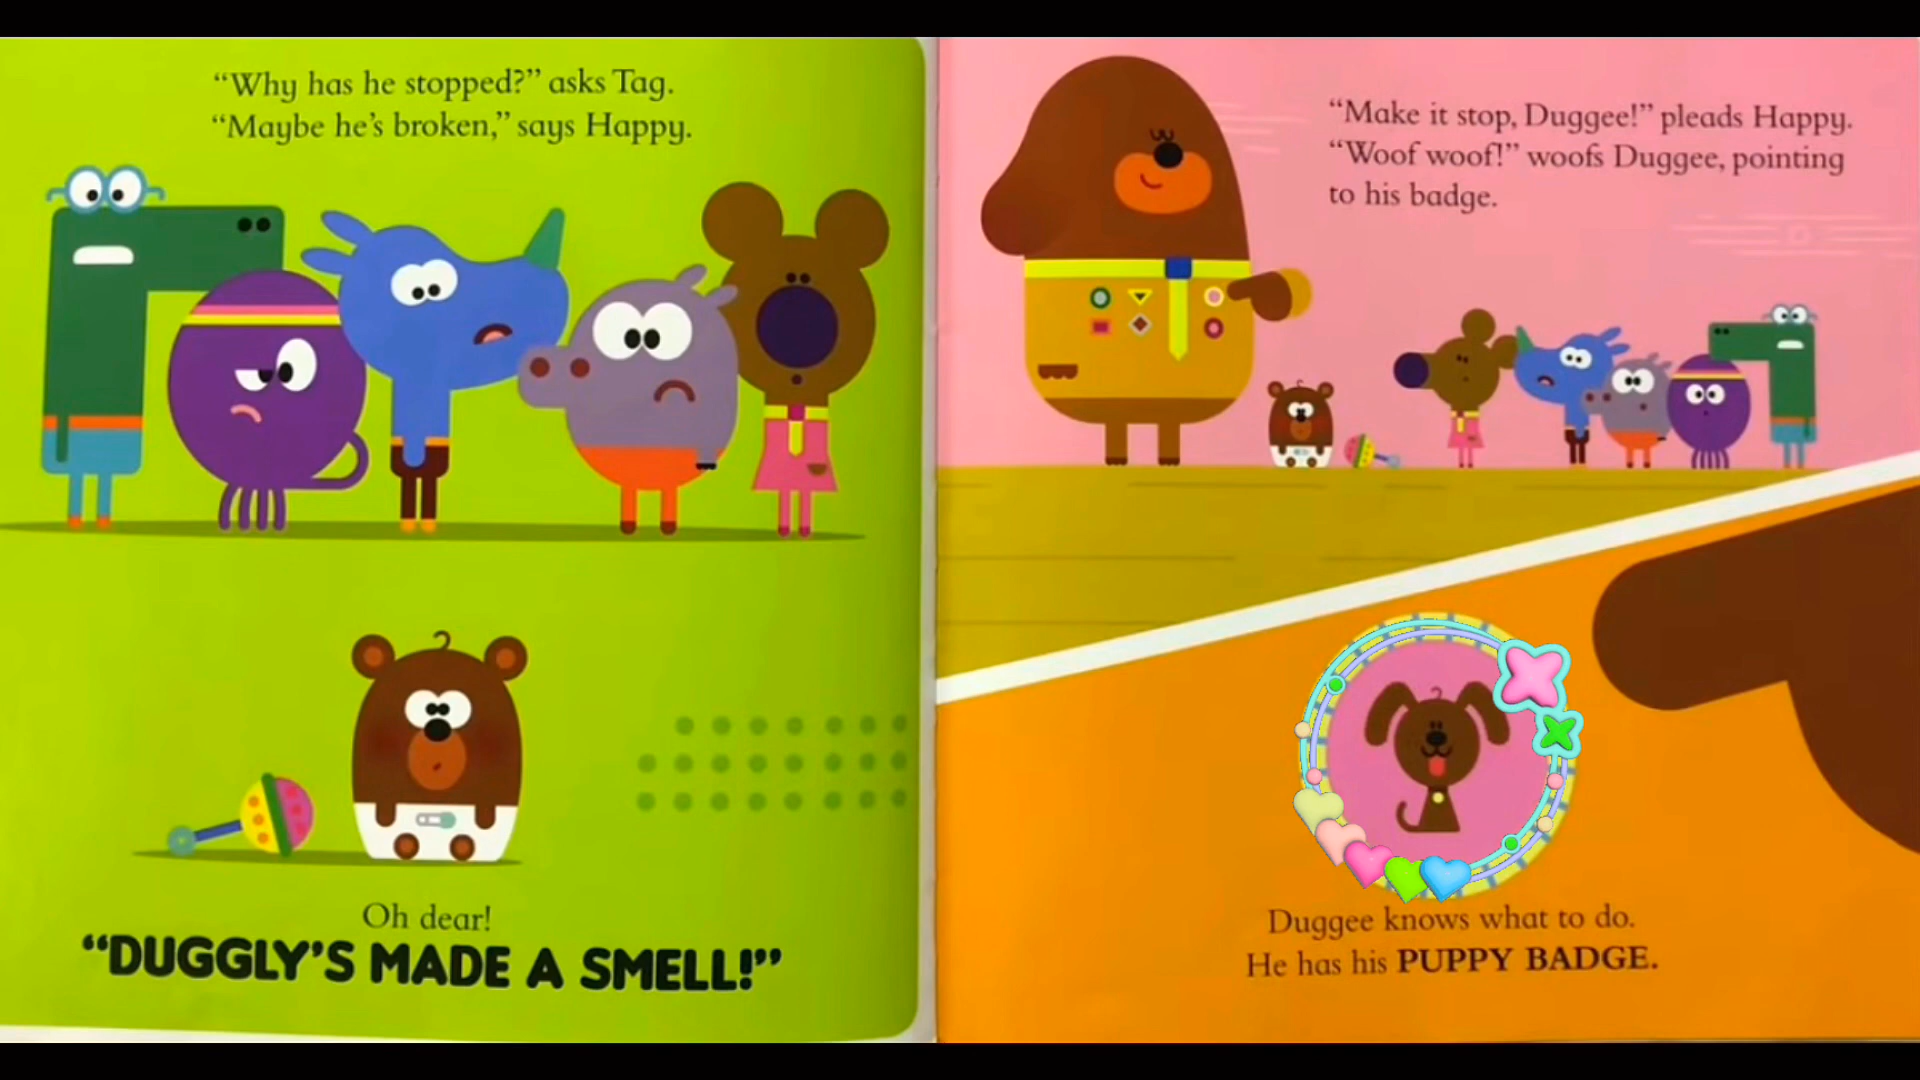 “Why has he stopped?” asks Tag.
“Maybe he’s broken,” says Happy.
Oh dear!
“DUGGLY’S MADE A SMELL!”
“Make it stop, Duggee!” pleads Happy.
“Woof woof!” woofs Duggee, pointing
to his badge.
Duggee knows what to do.
He has his PUPPY BADGE.